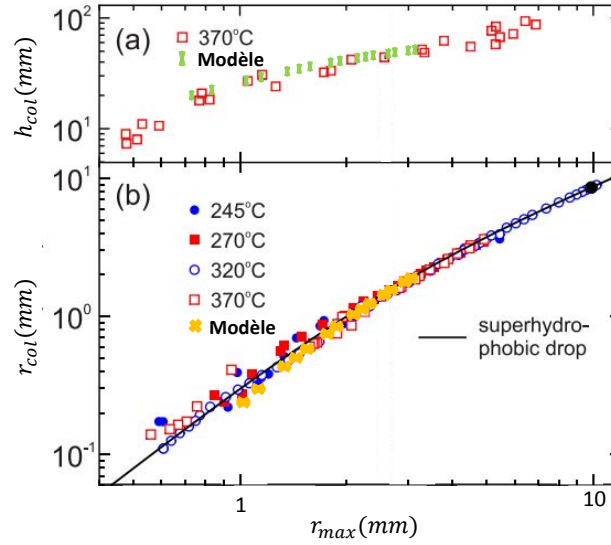 10²
(a)
370°C
Modèle
h_col(mm)
10¹
10¹
(b)
245°C
270°C
320°C
370°C
Modèle
10⁰
r_col(mm)
superhydro-
phobic drop
10⁻¹
1
10
r_max(mm)